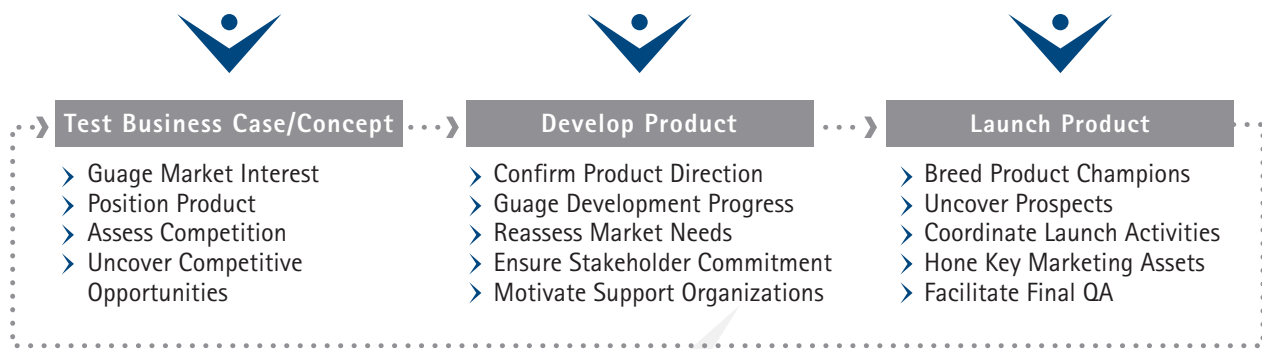 Test Business Case/Concept
Guage Market Interest
Position Product
Assess Competition
Uncover Competitive
Opportunities
Develop Product
Confirm Product Direction
Guage Development Progress
Reassess Market Needs
Ensure Stakeholder Commitment
Motivate Support Organizations
Launch Product
Breed Product Champions
Uncover Prospects
Coordinate Launch Activities
Hone Key Marketing Assets
Facilitate Final QA